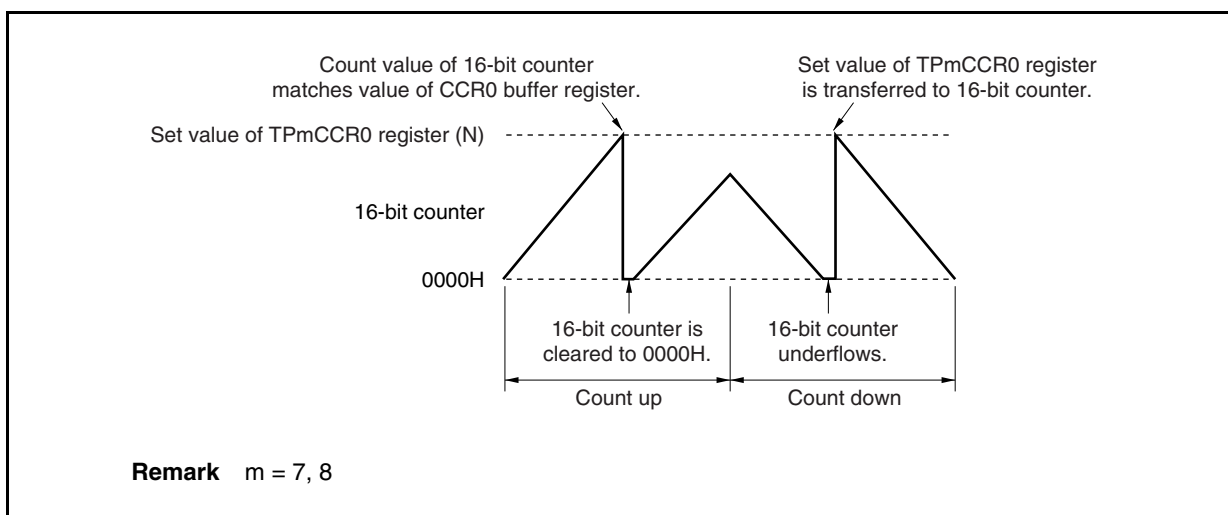 Count value of 16-bit counter
matches value of CCR0 buffer register.
Set value of TPmCCR0 register
is transferred to 16-bit counter.
Set value of TPmCCR0 register (N)
16-bit counter
0000H
16-bit counter is
cleared to 0000H.
16-bit counter
underflows.
Count up
Count down
Remark m = 7, 8